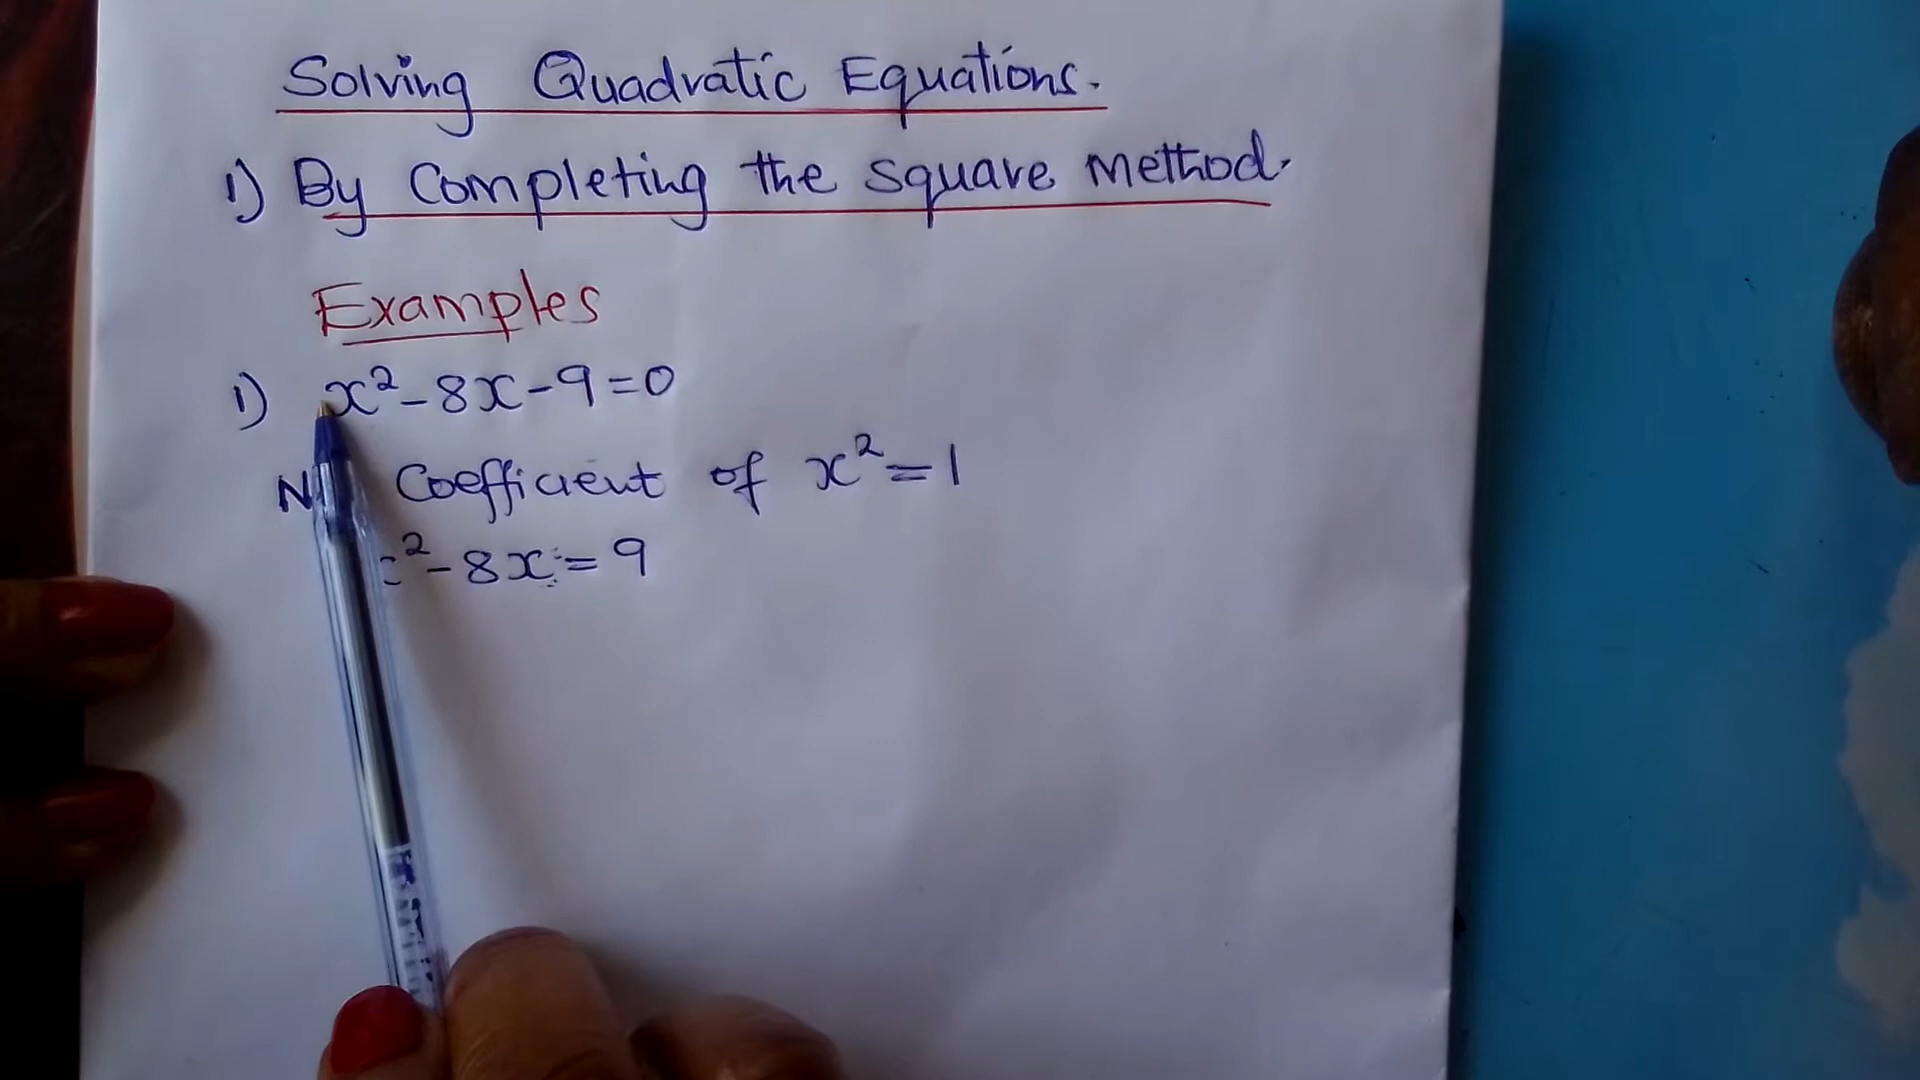 Solving Quadratic Equations.
1) By Completing the square Method.
Examples
1) x² - 8x - 9 = 0
Coefficient of x² = 1
² - 8x = 9